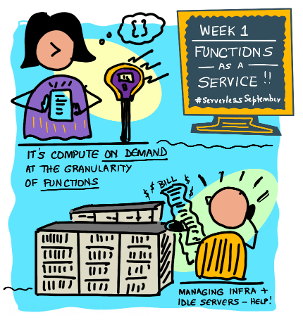 WEEK 1
FUNCTIONS
AS A
SERVICE !!
#ServerlessSeptember
IT'S COMPUTE ON DEMAND
AT THE GRANULARITY
OF FUNCTIONS
$ $ BILL $
MANAGING INFRA +
IDLE SERVERS - HELP!